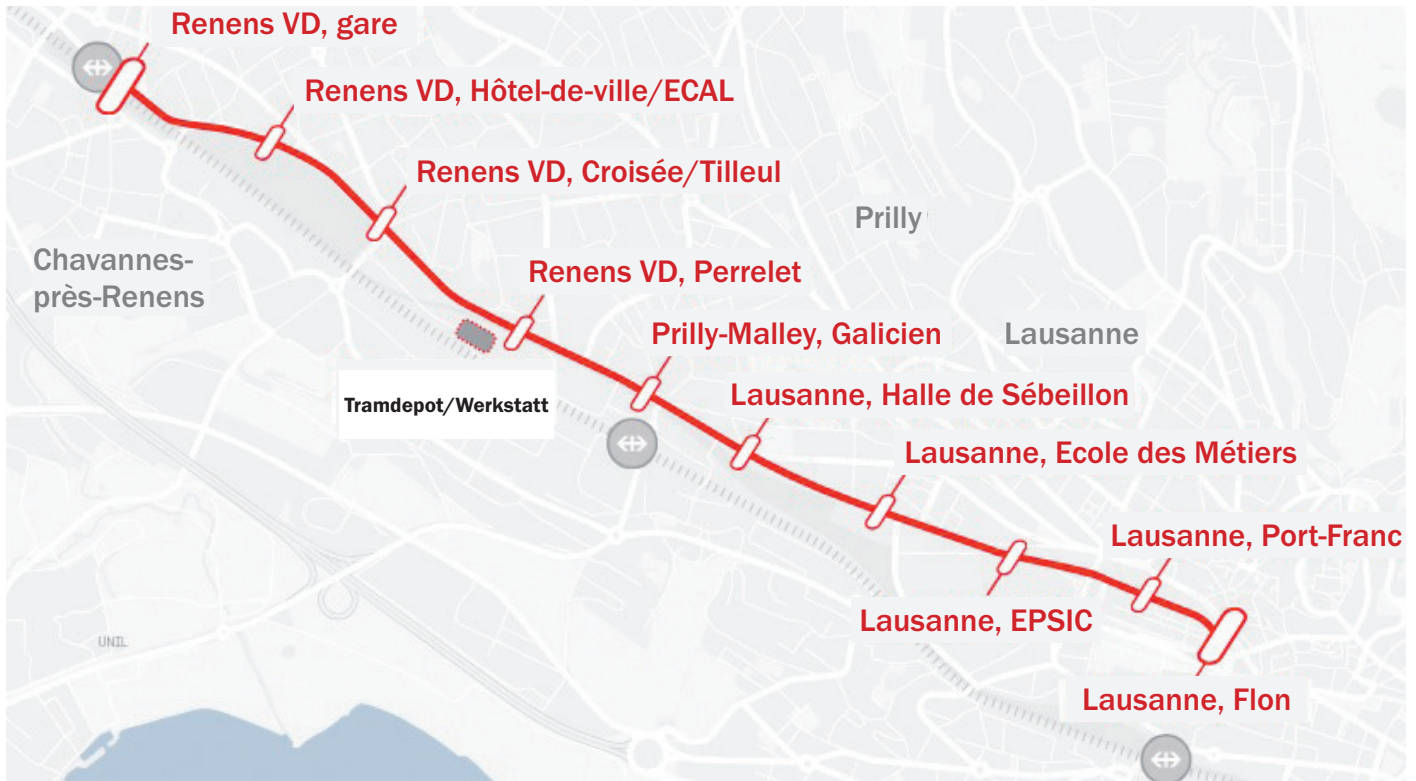 Renens VD, gare
Renens VD, Hôtel-de-ville/ECAL
Renens VD, Croisée/Tilleul
Prilly
Chavannes-
près-Renens
Renens VD, Perrelet
Prilly-Malley, Galicien
Lausanne
Tramdepot/Werkstatt
Lausanne, Halle de Sébeillon
Lausanne, Ecole des Métiers
Lausanne, Port-Franc
Lausanne, EPSIC
UNIL
Lausanne, Flon